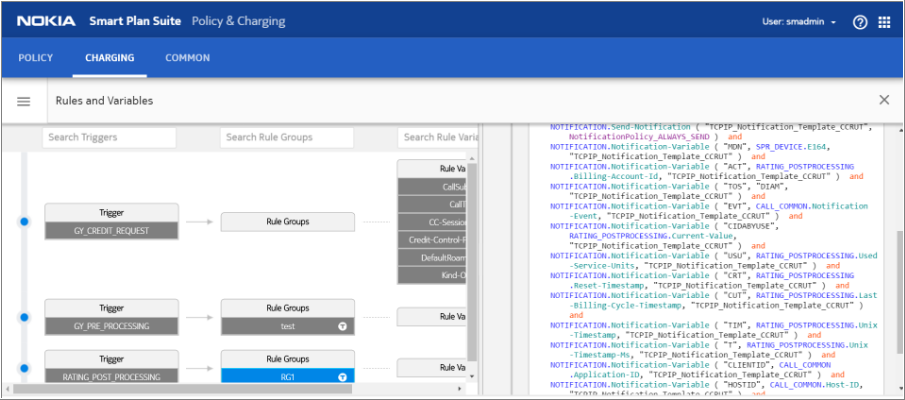 NOKIA Smart Plan Suite Policy & Charging User: smadmin
POLICY CHARGING COMMON
Rules and Variables
Search Triggers Search Rule Groups Search Rule Varia
Trigger
GY_CREDIT_REQUEST
Rule Groups
Rule Va
CallSul
CallT
CC-Session
Credit-Control-F
DefaultRoam
Kind-O
Trigger
GY_PRE_PROCESSING
Rule Groups
test
Rule Va
Trigger
RATING_POST_PROCESSING
Rule Groups
RG1
Rule Va
NOTIFICATION.Send-Notification ( "TCPIP_Notification_Template_CCRUT",
NotificationPolicy_ALWAYS_SEND ) and
NOTIFICATION.Notification-Variable ( "MDN", SPR_DEVICE.E164,
"TCPIP_Notification_Template_CCRUT" ) and
NOTIFICATION.Notification-Variable ( "ACT", RATING_POSTPROCESSING
.Billing-Account-Id, "TCPIP_Notification_Template_CCRUT" ) and
NOTIFICATION.Notification-Variable ( "TOS", "DIAM",
"TCPIP_Notification_Template_CCRUT" ) and
NOTIFICATION.Notification-Variable ( "EVT", CALL_COMMON.Notification
-Event, "TCPIP_Notification_Template_CCRUT" ) and
NOTIFICATION.Notification-Variable ( "CIDABYUSE",
RATING_POSTPROCESSING.Current-Value,
"TCPIP_Notification_Template_CCRUT" ) and
NOTIFICATION.Notification-Variable ( "USU", RATING_POSTPROCESSING.Used
-Service-Units, "TCPIP_Notification_Template_CCRUT" ) and
NOTIFICATION.Notification-Variable ( "CRT", RATING_POSTPROCESSING
.Reset-Timestamp, "TCPIP_Notification_Template_CCRUT" ) and
NOTIFICATION.Notification-Variable ( "CUT", RATING_POSTPROCESSING.Last
-Billing-Cycle-Timestamp, "TCPIP_Notification_Template_CCRUT" )
and
NOTIFICATION.Notification-Variable ( "TIM", RATING_POSTPROCESSING.Unix
-Timestamp, "TCPIP_Notification_Template_CCRUT" ) and
NOTIFICATION.Notification-Variable ( "T", RATING_POSTPROCESSING.Unix
-Timestamp-Ms, "TCPIP_Notification_Template_CCRUT" ) and
NOTIFICATION.Notification-Variable ( "CLIENTID", CALL_COMMON
.Application-ID, "TCPIP_Notification_Template_CCRUT" ) and
NOTIFICATION.Notification-Variable ( "HOSTID", CALL_COMMON.Host-ID,
"TCPIP_Notification_Template_CCRUT" ) and